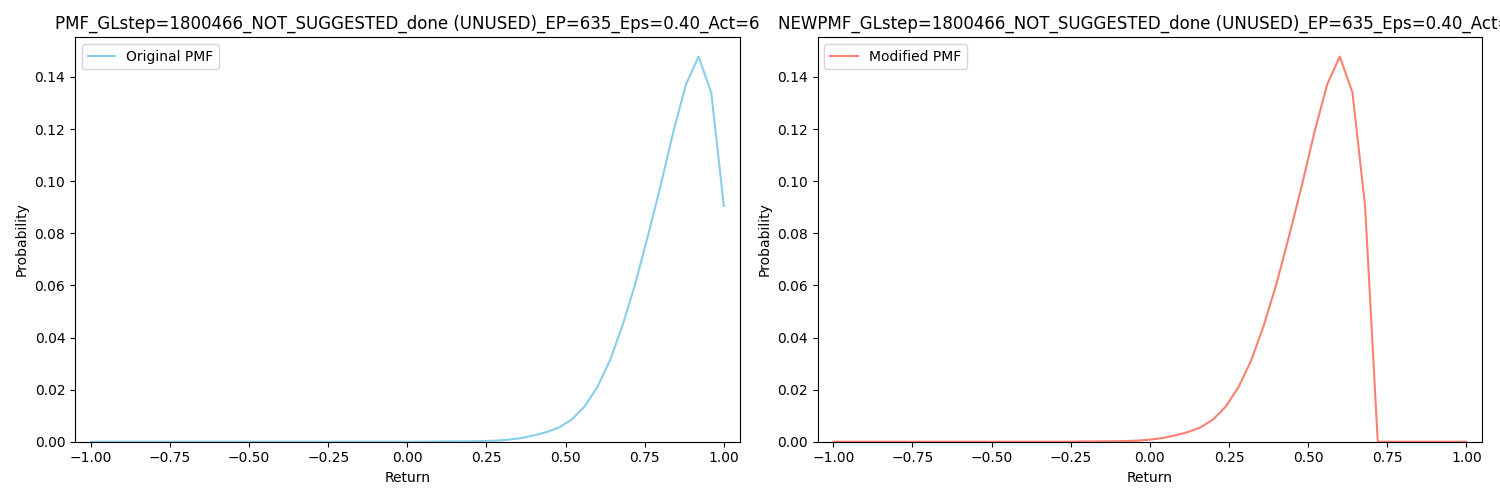 PMF_GLstep=1800466_NOT_SUGGESTED_done (UNUSED)_EP=635_Eps=0.40_Act=6
Original PMF
Probability
0.14
0.12
0.10
0.08
0.06
0.04
0.02
0.00
−1.00 −0.75 −0.50 −0.25 0.00 0.25 0.50 0.75 1.00
Return
NEWPMF_GLstep=1800466_NOT_SUGGESTED_done (UNUSED)_EP=635_Eps=0.40_Act=
Modified PMF
Probability
0.14
0.12
0.10
0.08
0.06
0.04
0.02
0.00
−1.00 −0.75 −0.50 −0.25 0.00 0.25 0.50 0.75 1.00
Return